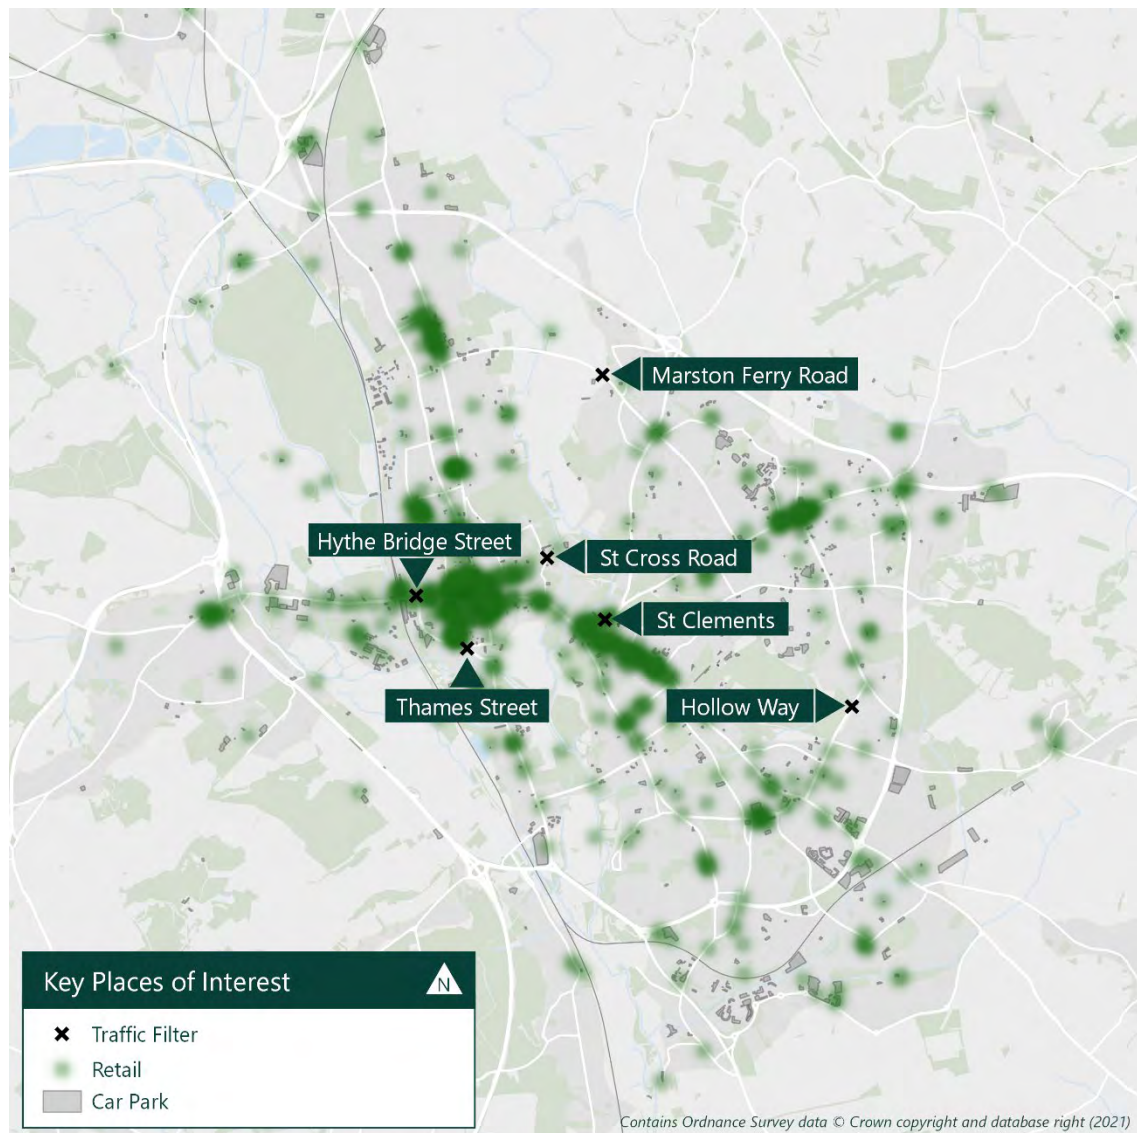 Marston Ferry Road
Hythe Bridge Street
St Cross Road
St Clements
Thames Street
Hollow Way
Key Places of Interest
N
Traffic Filter
Retail
Car Park
Contains Ordnance Survey data © Crown copyright and database right (2021)